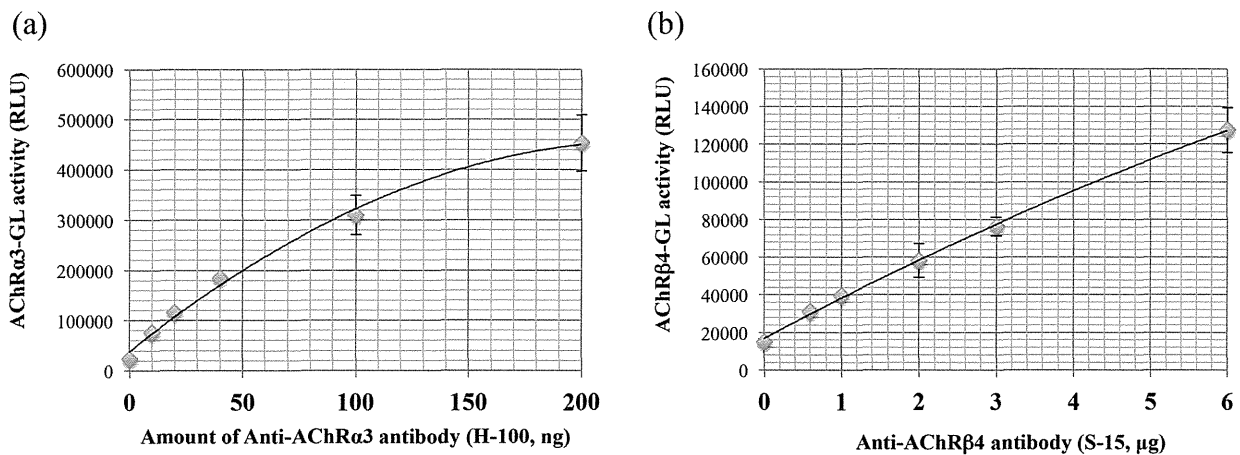 (a)
AChRα3-GL activity (RLU)
600000
500000
400000
300000
200000
100000
0
0 50 100 150 200
Amount of Anti-AChRα3 antibody (H-100, ng)
(b)
AChRβ4-GL activity (RLU)
160000
140000
120000
100000
80000
60000
40000
20000
0
0 1 2 3 4 5 6
Anti-AChRβ4 antibody (S-15, μg)